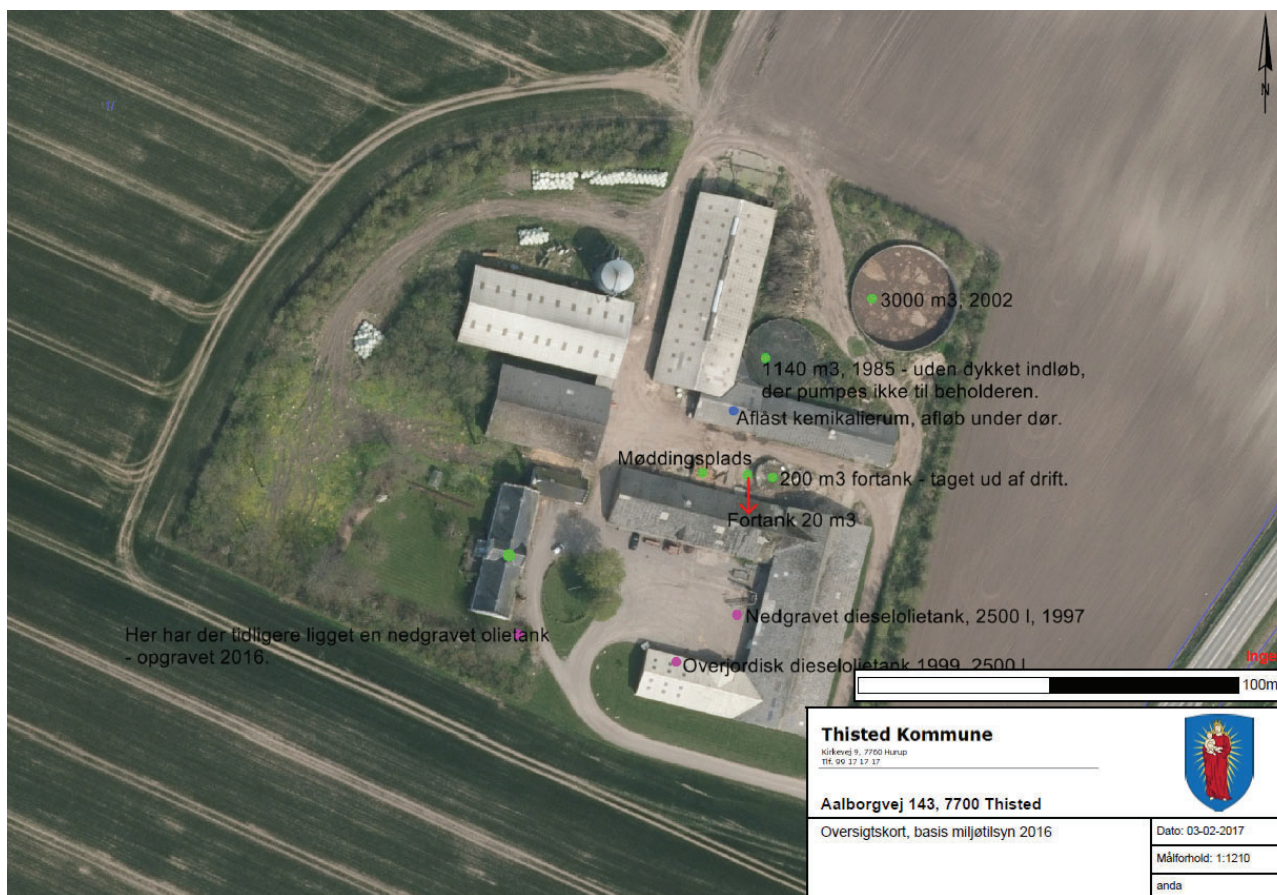 N
3000 m3, 2002
1140 m3, 1985 - uden dykket indløb,
der pumpes ikke til beholderen.
Aflåst kemikalierum, afløb under dør.
Møddingsplads
200 m3 fortank - taget ud af drift.
Fortank 20 m3
Nedgravet dieselolietank, 2500 l, 1997
Her har der tidligere ligget en nedgravet olietank
- opgravet 2016.
Overjordisk dieselolietank 1999, 2500 l
Inge
100m
Thisted Kommune
Kirkevej 9, 7760 Hurup
Tlf. 99 17 17 17
Aalborgvej 143, 7700 Thisted
Oversigtskort, basis miljøtilsyn 2016
Dato: 03-02-2017
Målforhold: 1:1210
anda